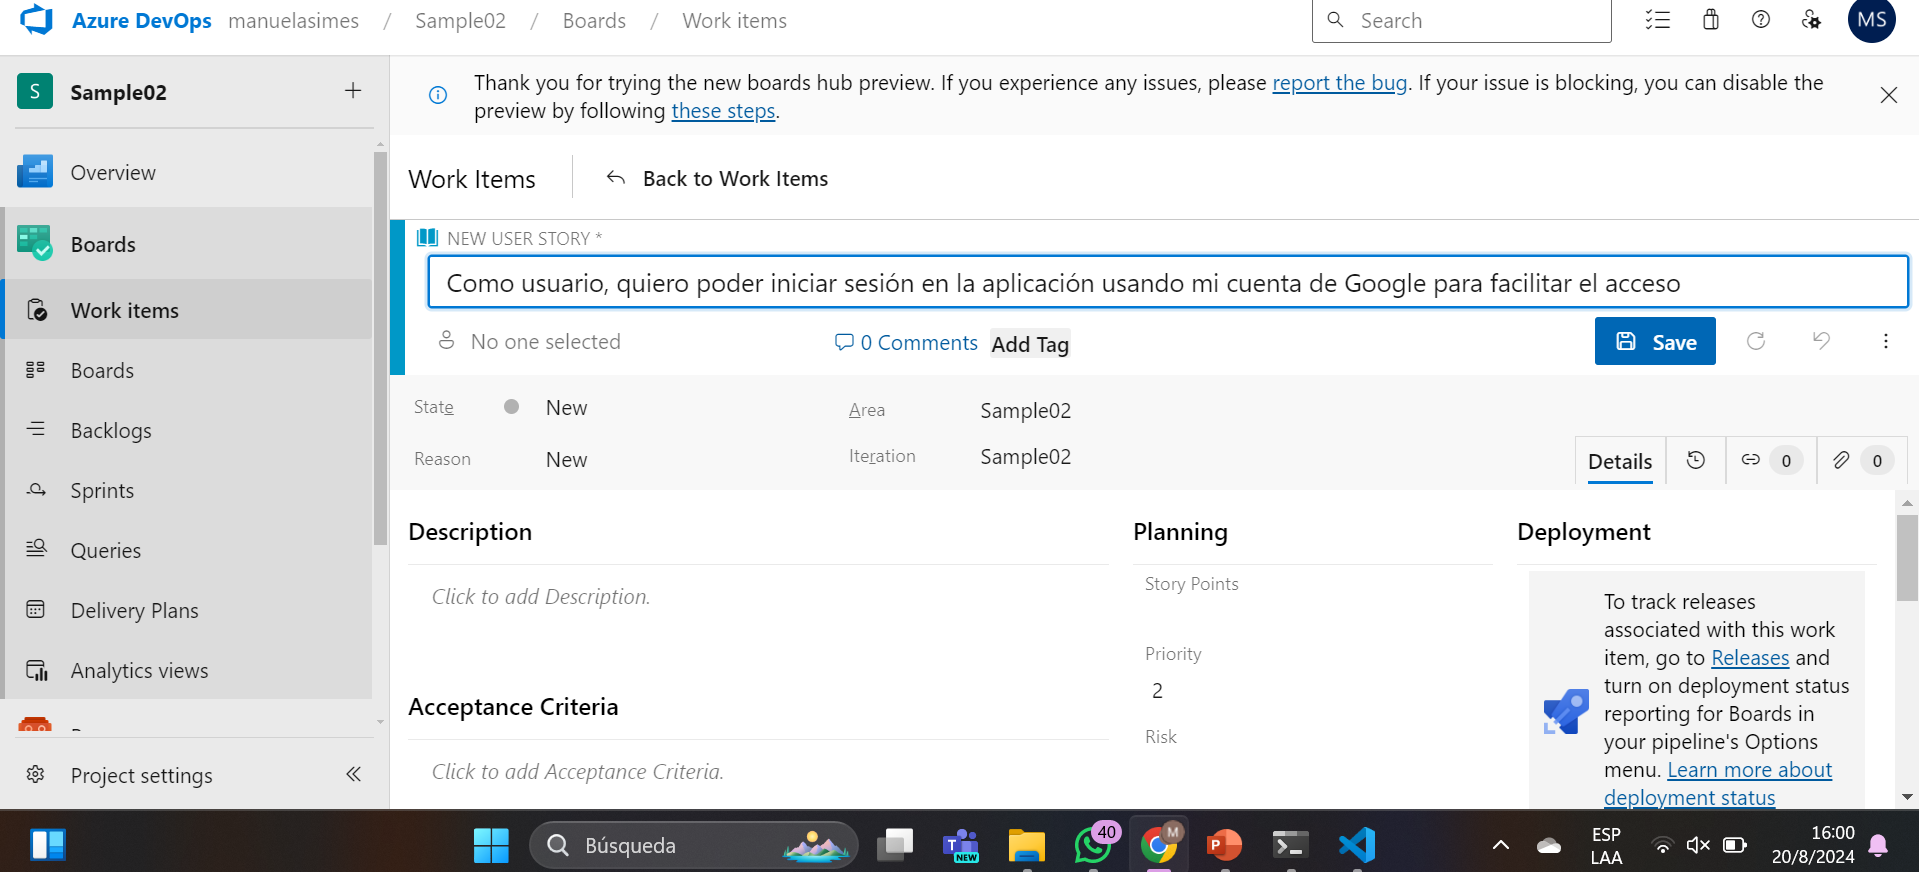 Azure DevOps manuelasimes / Sample02 / Boards / Work items
Search
MS
S Sample02
Overview
Boards
Work items
Boards
Backlogs
Sprints
Queries
Delivery Plans
Analytics views
Project settings
Thank you for trying the new boards hub preview. If you experience any issues, please report the bug. If your issue is blocking, you can disable the
preview by following these steps.
Work Items
Back to Work Items
NEW USER STORY *
Como usuario, quiero poder iniciar sesión en la aplicación usando mi cuenta de Google para facilitar el acceso
No one selected
0 Comments
Add Tag
Save
State
New
Area
Sample02
Reason
New
Iteration
Sample02
Details
0
0
Description
Click to add Description.
Acceptance Criteria
Click to add Acceptance Criteria.
Planning
Story Points
Priority
2
Risk
Deployment
To track releases
associated with this work
item, go to Releases and
turn on deployment status
reporting for Boards in
your pipeline's Options
menu. Learn more about
deployment status
Búsqueda
T
NEW
40
M
P
ESP
LAA
16:00
20/8/2024